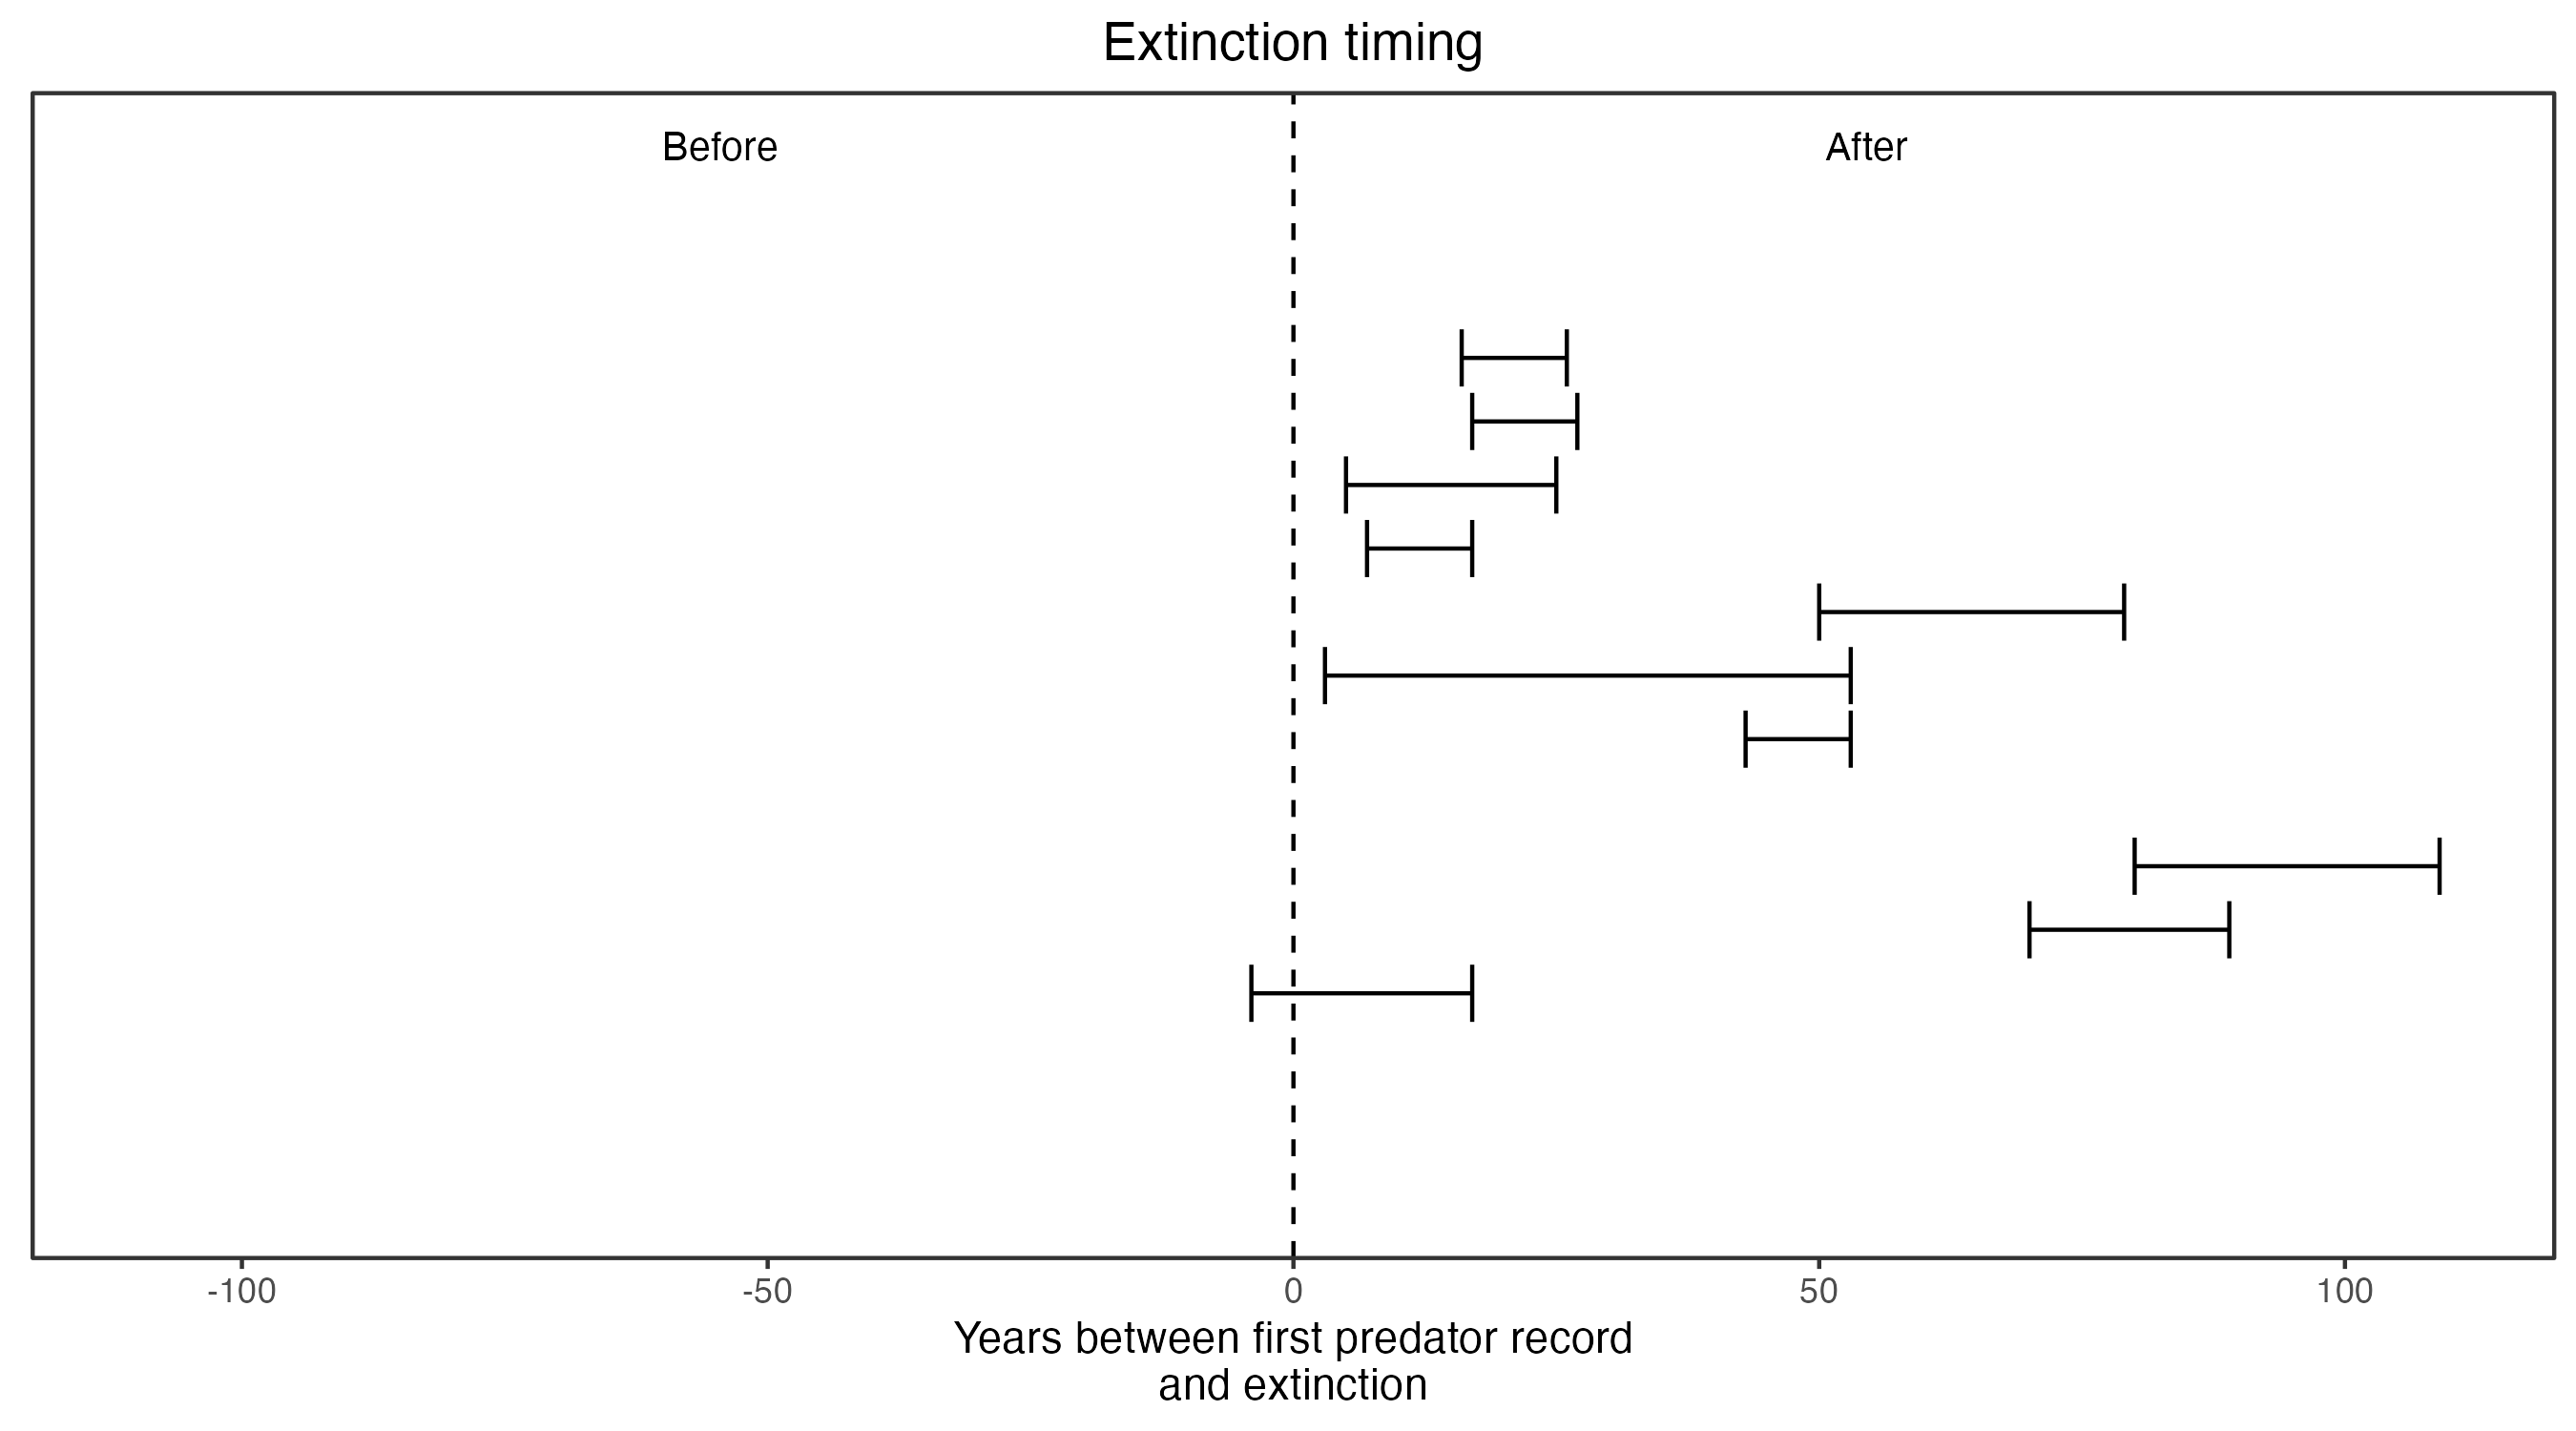 Extinction timing
Before
After
-100
-50
0
50
100
Years between first predator record
and extinction